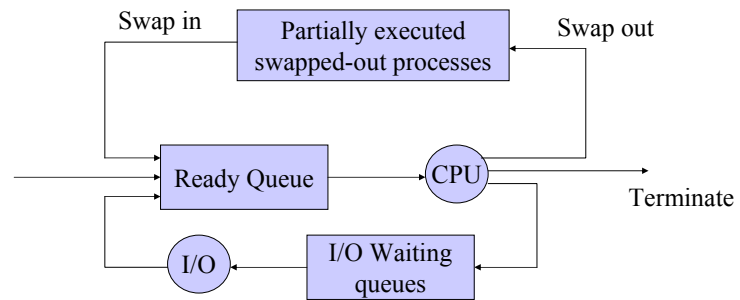 Swap in
Partially executed
swapped-out processes
Swap out
Ready Queue
CPU
Terminate
I/O
I/O Waiting
queues